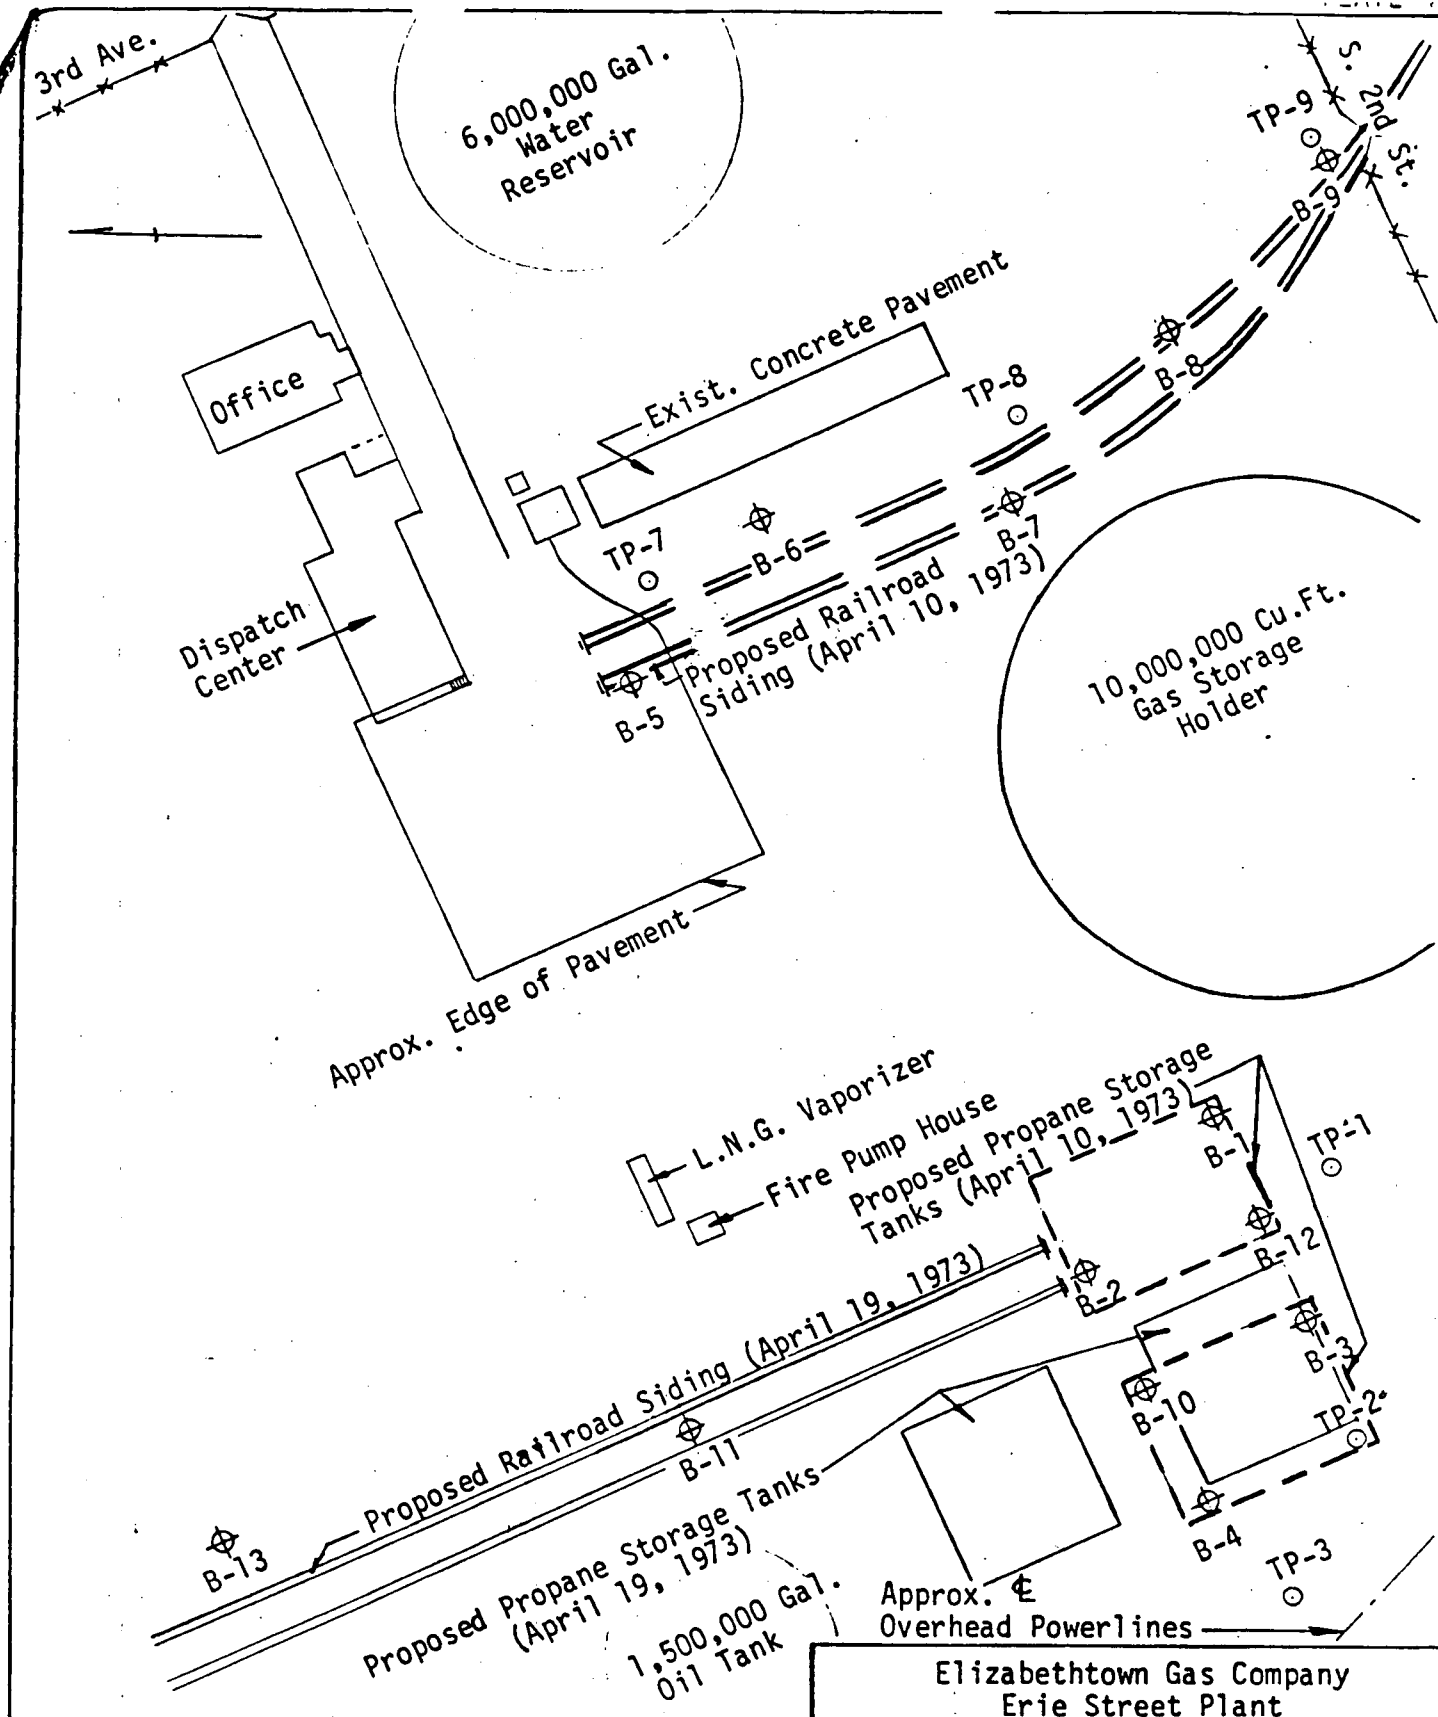 3rd Ave.
6,000,000 Gal.
Water
Reservoir
S. 2nd St.
TP-9
B-9
Office
Exist. Concrete Pavement
TP-8
B-8
TP-7
B-6
B-7
Dispatch
Center
Proposed Railroad
Siding (April 10, 1973)
B-5
10,000,000 Cu.Ft.
Gas Storage
Holder
Approx. Edge of Pavement
L.N.G. Vaporizer
Fire Pump House
Proposed Propane Storage
Tanks (April 10, 1973)
B-1
TP-1
B-12
B-2
Proposed Railroad Siding (April 19, 1973)
B-3
B-10
TP-2
B-11
B-13
Proposed Propane Storage Tanks
(April 19, 1973)
B-4
TP-3
1,500,000 Gal.
Oil Tank
Approx. ℄
Overhead Powerlines
Elizabethtown Gas Company
Erie Street Plant